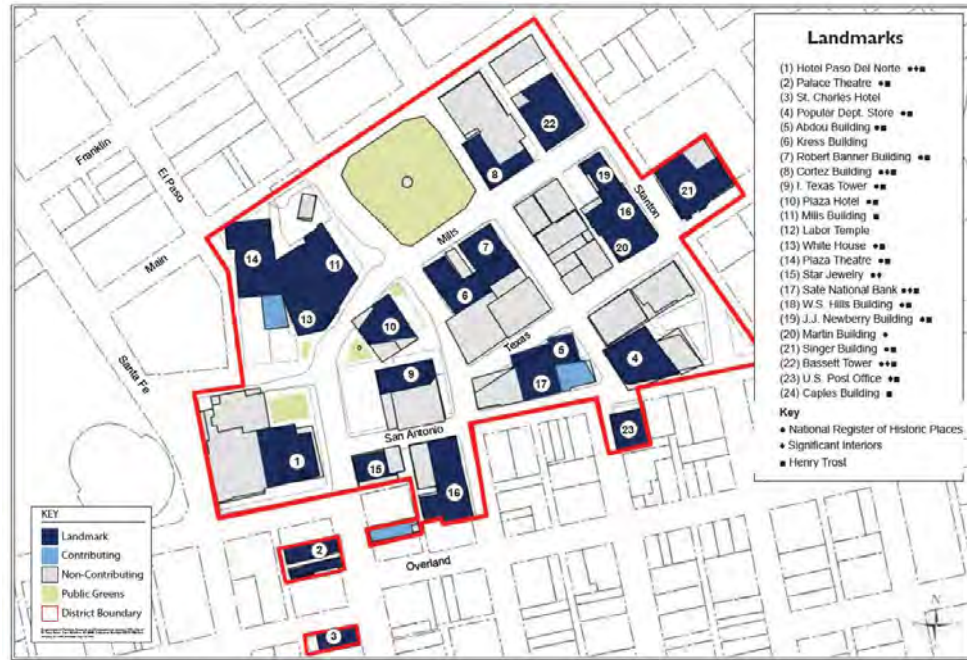 Landmarks
(1) Hotel Paso Del Norte
(2) Palace Theatre
(3) St. Charles Hotel
(4) Popular Dept. Store
(5) Abdou Building
(6) Kress Building
(7) Robert Banner Building
(8) Cortez Building
(9) I. Texas Tower
(10) Plaza Hotel
(11) Mills Building
(12) Labor Temple
(13) White House
(14) Plaza Theatre
(15) Star Jewelry
(17) Sate National Bank
(18) W.S. Hills Building
(19) J.J. Newberry Building
(20) Martin Building
(21) Singer Building
(22) Bassett Tower
(23) U.S. Post Office
(24) Caples Building
Key
National Register of Historic Places
Significant Interiors
Henry Trost
Franklin
El Paso
Main
Santa Fe
Mills
Stanton
Texas
San Antonio
Overland
22
8
19
21
16
20
7
14
11
6
13
10
5
4
9
17
23
1
15
16
2
3
N
KEY
Landmark
Contributing
Non-Contributing
Public Greens
District Boundary